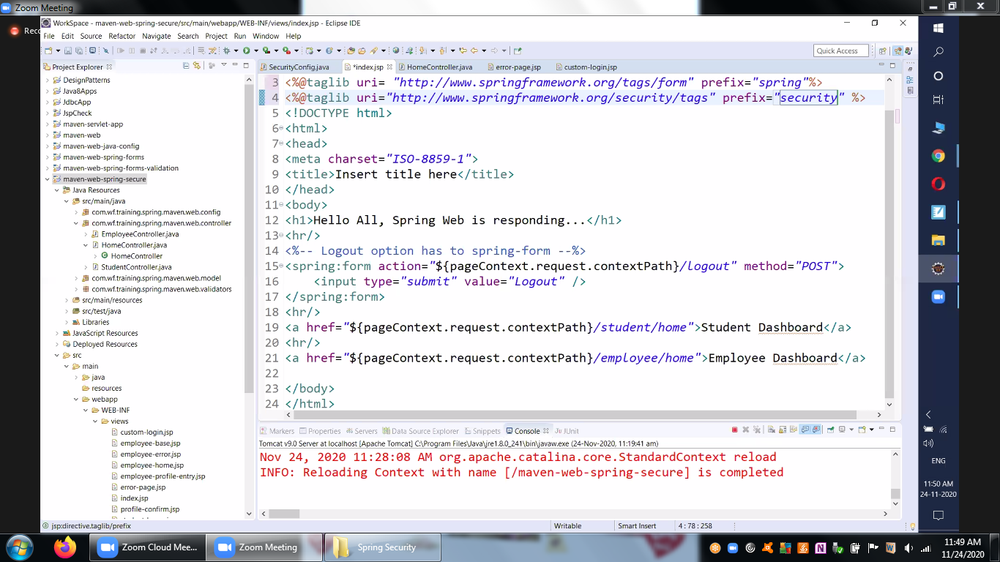 Zoom Meeting
Reco
WorkSpace - maven-web-spring-secure/src/main/webapp/WEB-INF/views/index.jsp - Eclipse IDE
File Edit Source Refactor Navigate Search Project Run Window Help
Quick Access
Project Explorer
DesignPatterns
Java8Apps
JdbcApp
JspCheck
maven-servlet-app
maven-web
maven-web-java-config
maven-web-spring-forms
maven-web-spring-forms-validation
maven-web-spring-secure
Java Resources
src/main/java
com.wf.training.spring.maven.web.config
com.wf.training.spring.maven.web.controller
EmployeeController.java
HomeController.java
HomeController
StudentController.java
com.wf.training.spring.maven.web.model
com.wf.training.spring.maven.web.validators
src/main/resources
src/test/java
Libraries
JavaScript Resources
Deployed Resources
src
main
java
resources
webapp
WEB-INF
views
custom-login.jsp
employee-base.jsp
employee-error.jsp
employee-home.jsp
employee-profile-entry.jsp
error-page.jsp
index.jsp
profile-confirm.jsp
SecurityConfig.java *index.jsp HomeController.java error-page.jsp custom-login.jsp
3 <%@taglib uri= "http://www.springframework.org/tags/form" prefix="spring"%>
4 <%@taglib uri="http://www.springframework.org/security/tags" prefix="security" %>
5 <!DOCTYPE html>
6 <html>
7 <head>
8 <meta charset="ISO-8859-1">
9 <title>Insert title here</title>
10 </head>
11 <body>
12 <h1>Hello All, Spring Web is responding...</h1>
13 <hr/>
14 <%-- Logout option has to spring-form --%>
15 <spring:form action="${pageContext.request.contextPath}/logout" method="POST">
16 <input type="submit" value="Logout" />
17 </spring:form>
18 <hr/>
19 <a href="${pageContext.request.contextPath}/student/home">Student Dashboard</a>
20 <hr/>
21 <a href="${pageContext.request.contextPath}/employee/home">Employee Dashboard</a>
22
23 </body>
24 </html>
Markers Properties Servers Data Source Explorer Snippets Console JUnit
Tomcat v9.0 Server at localhost [Apache Tomcat] C:\Program Files\Java\jre1.8.0_241\bin\javaw.exe (24-Nov-2020, 11:19:41 am)
Nov 24, 2020 11:28:08 AM org.apache.catalina.core.StandardContext reload
INFO: Reloading Context with name [/maven-web-spring-secure] is completed
jsp:directive.taglib/prefix
Writable Smart Insert 4 : 78 : 258
ENG
11:50 AM
24-11-2020
Zoom Cloud Mee... Zoom Meeting Spring Security
11:49 AM
11/24/2020